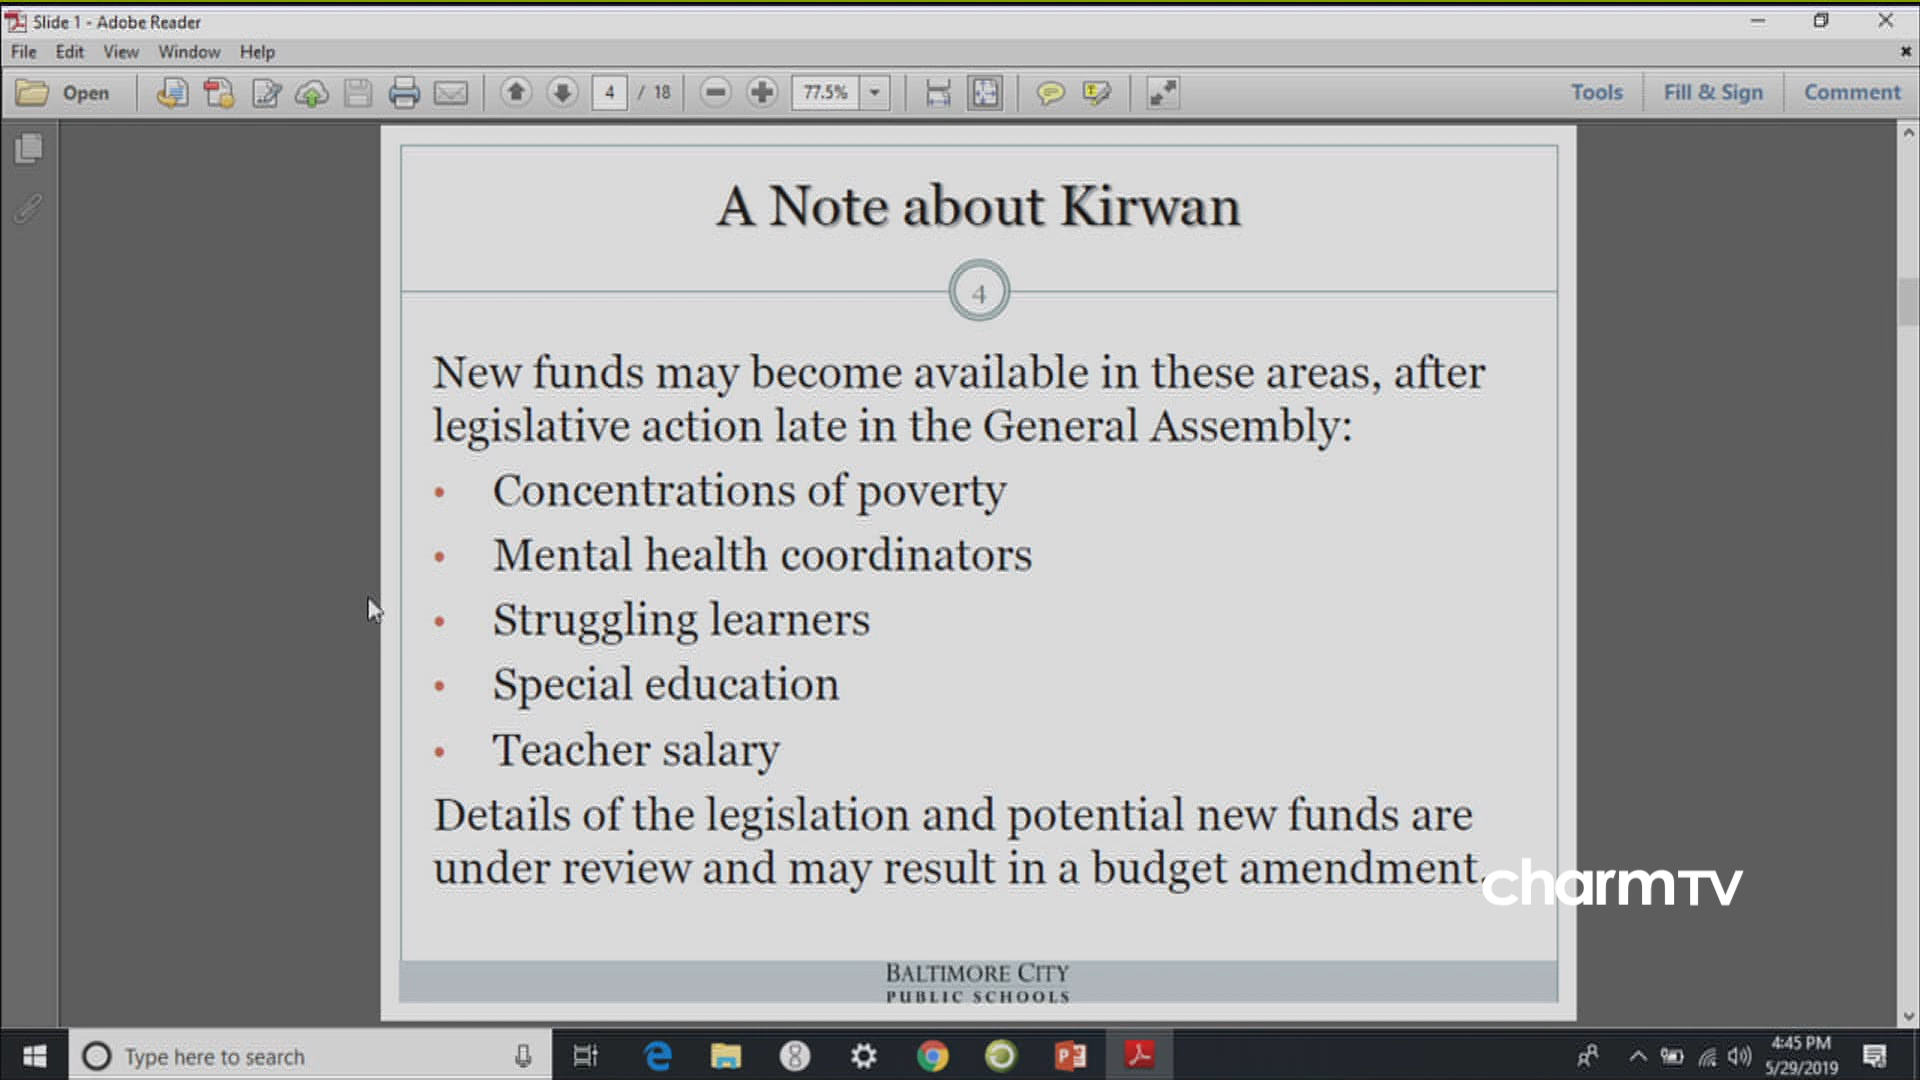 Slide 1 - Adobe Reader
File Edit View Window Help
Open 4 / 18 77.5% Tools Fill & Sign Comment
A Note about Kirwan
4
New funds may become available in these areas, after
legislative action late in the General Assembly:
• Concentrations of poverty
• Mental health coordinators
• Struggling learners
• Special education
• Teacher salary
Details of the legislation and potential new funds are
under review and may result in a budget amendment.
charmTV
BALTIMORE CITY
PUBLIC SCHOOLS
Type here to search
4:45 PM
5/29/2019